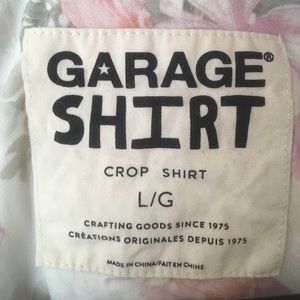 GARAGE®
SHIRT
CROP SHIRT
L/G
CRAFTING GOODS SINCE 1975
CRÉATIONS ORIGINALES DEPUIS 1975
MADE IN CHINA/FAIT EN CHINE